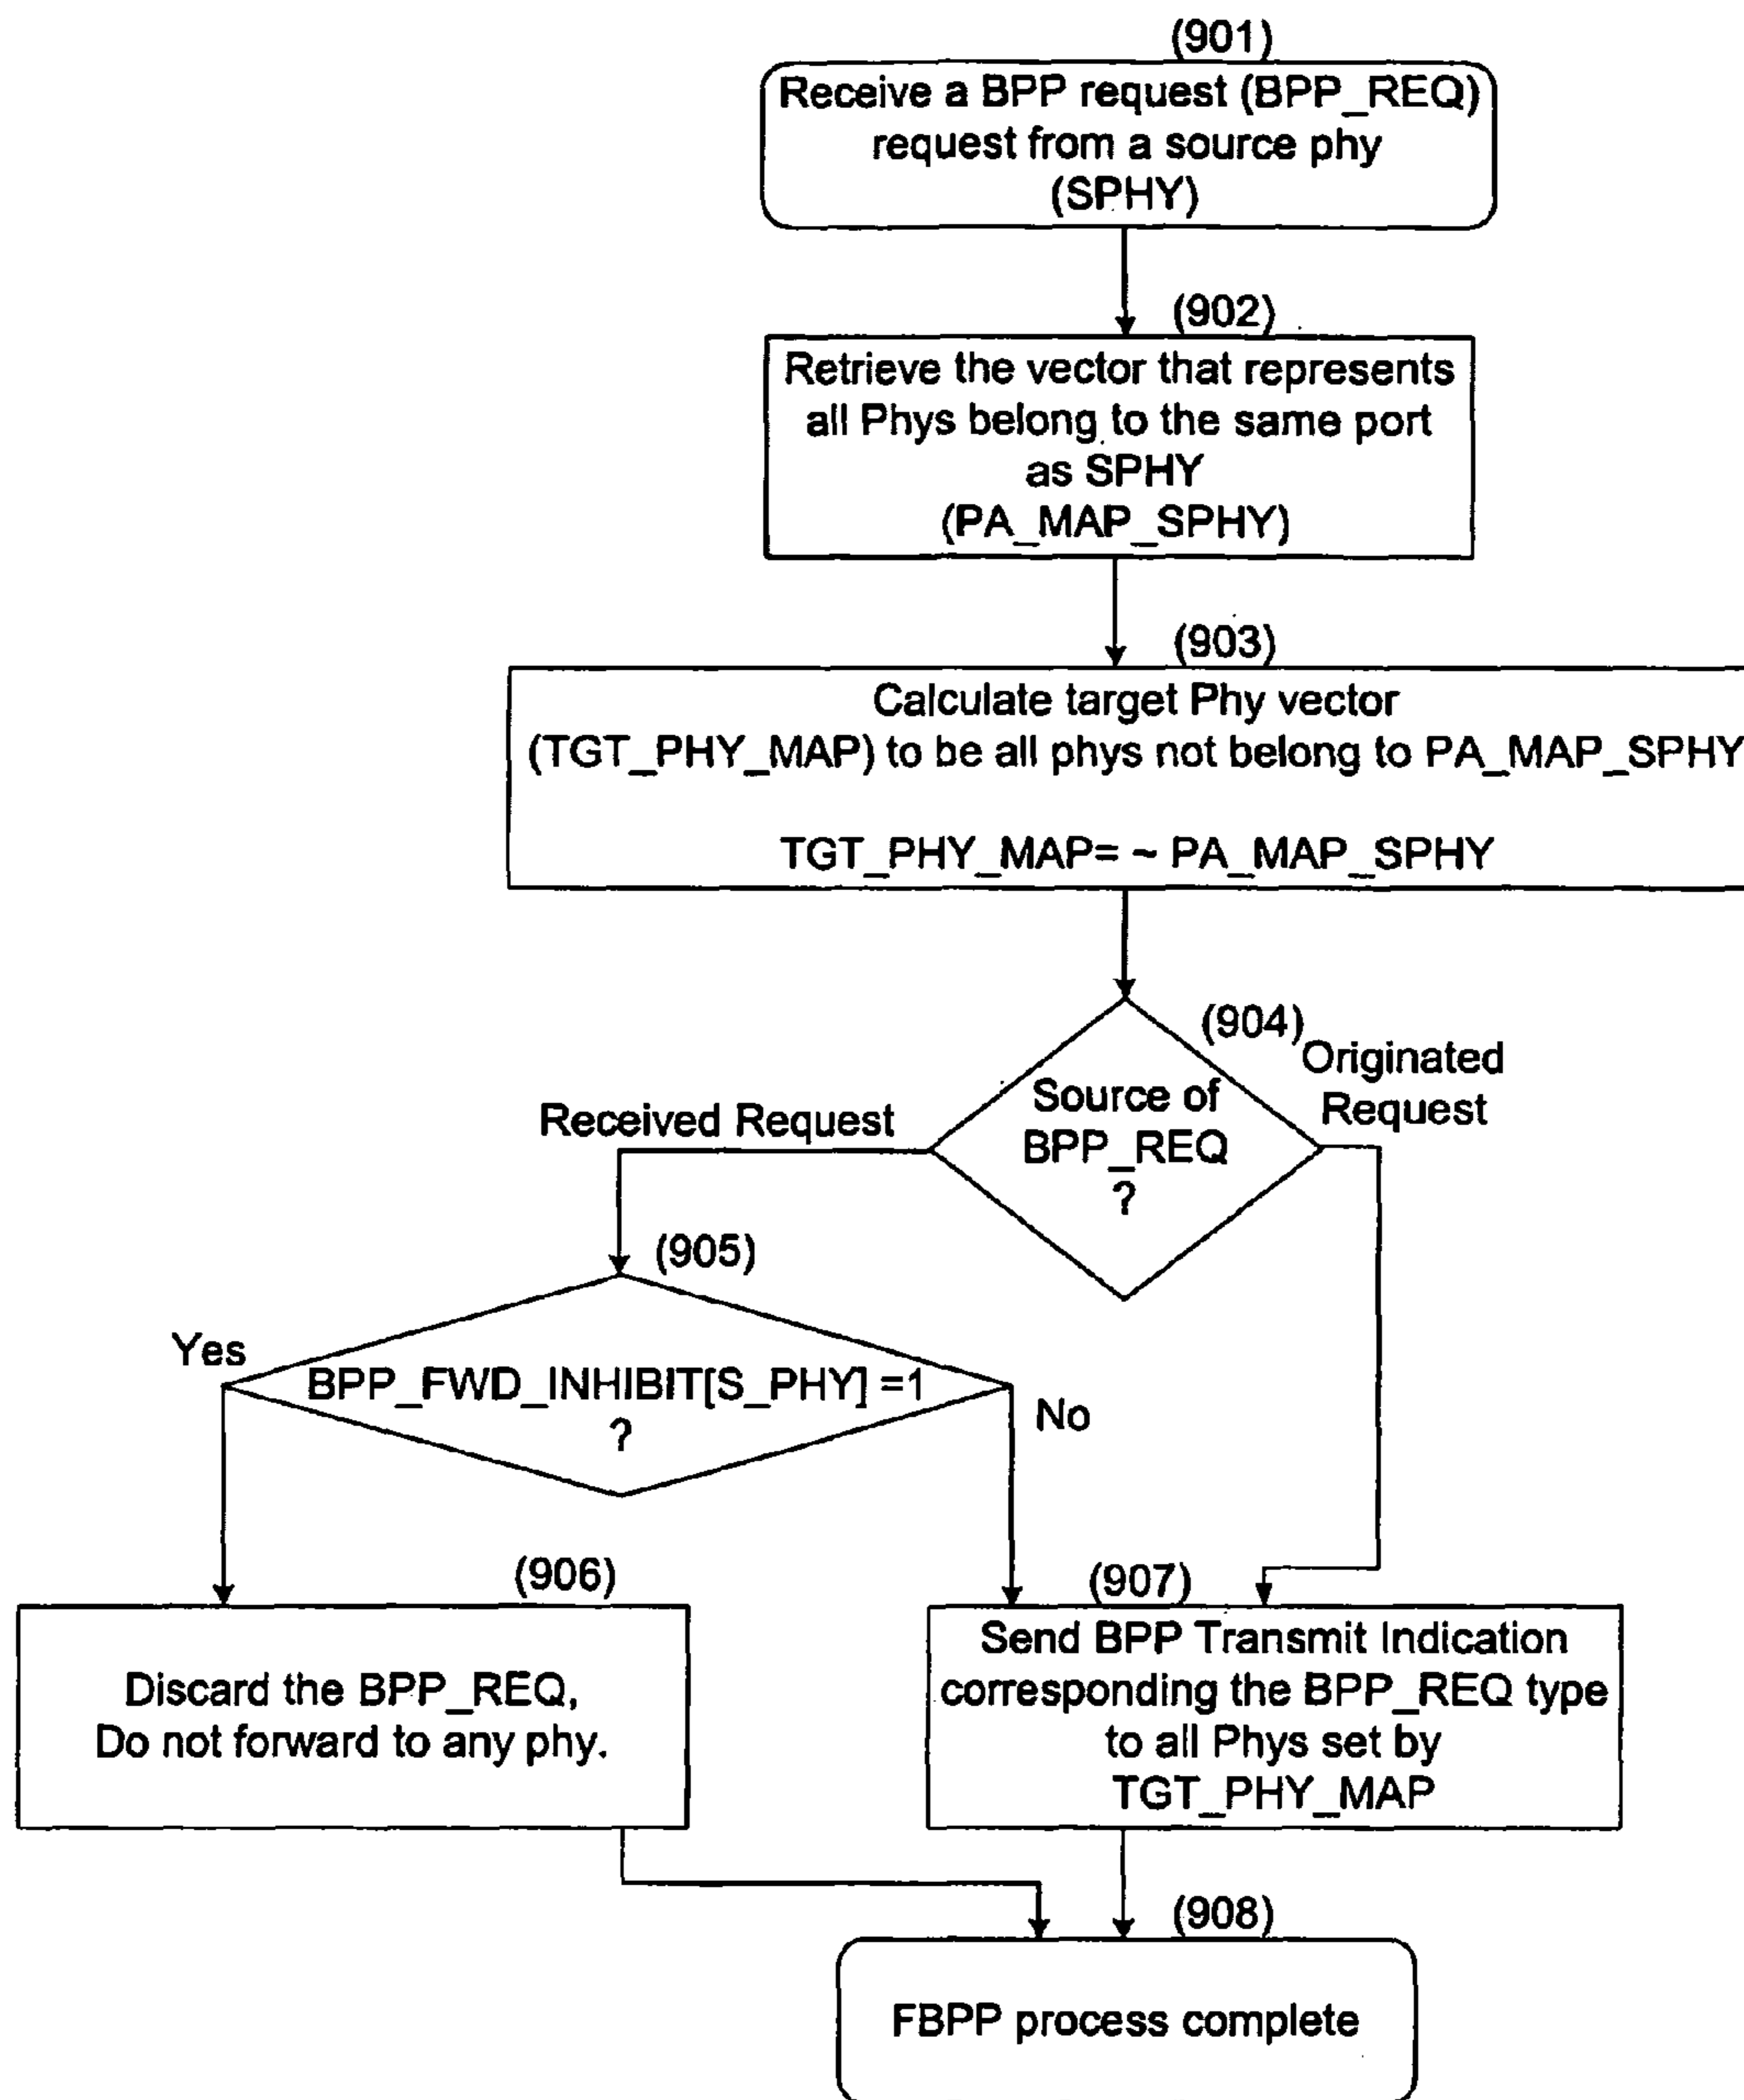 (901)
Receive a BPP request (BPP_REQ)
request from a source phy
(SPHY)
(902)
Retrieve the vector that represents
all Phys belong to the same port
as SPHY
(PA_MAP_SPHY)
(903)
Calculate target Phy vector
(TGT_PHY_MAP) to be all phys not belong to PA_MAP_SPHY
TGT_PHY_MAP= ~ PA_MAP_SPHY
(904)
Originated
Request
Source of
BPP_REQ
?
Received Request
(905)
Yes
BPP_FWD_INHIBIT[S_PHY] =1
?
No
(906)
Discard the BPP_REQ,
Do not forward to any phy.
(907)
Send BPP Transmit Indication
corresponding the BPP_REQ type
to all Phys set by
TGT_PHY_MAP
(908)
FBPP process complete